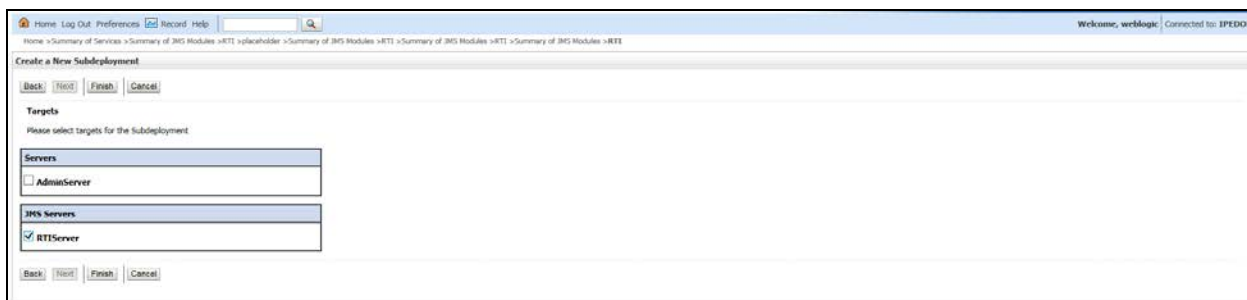 Home Log Out Preferences Record Help
Welcome, weblogic Connected to: IPEDO
Home >Summary of Services >Summary of JMS Modules >RTI >placeholder >Summary of JMS Modules >RTI >Summary of JMS Modules >RTI >Summary of JMS Modules >RTI
Create a New Subdeployment
Back Next Finish Cancel
Targets
Please select targets for the Subdeployment
Servers
AdminServer
JMS Servers
RTIServer
Back Next Finish Cancel